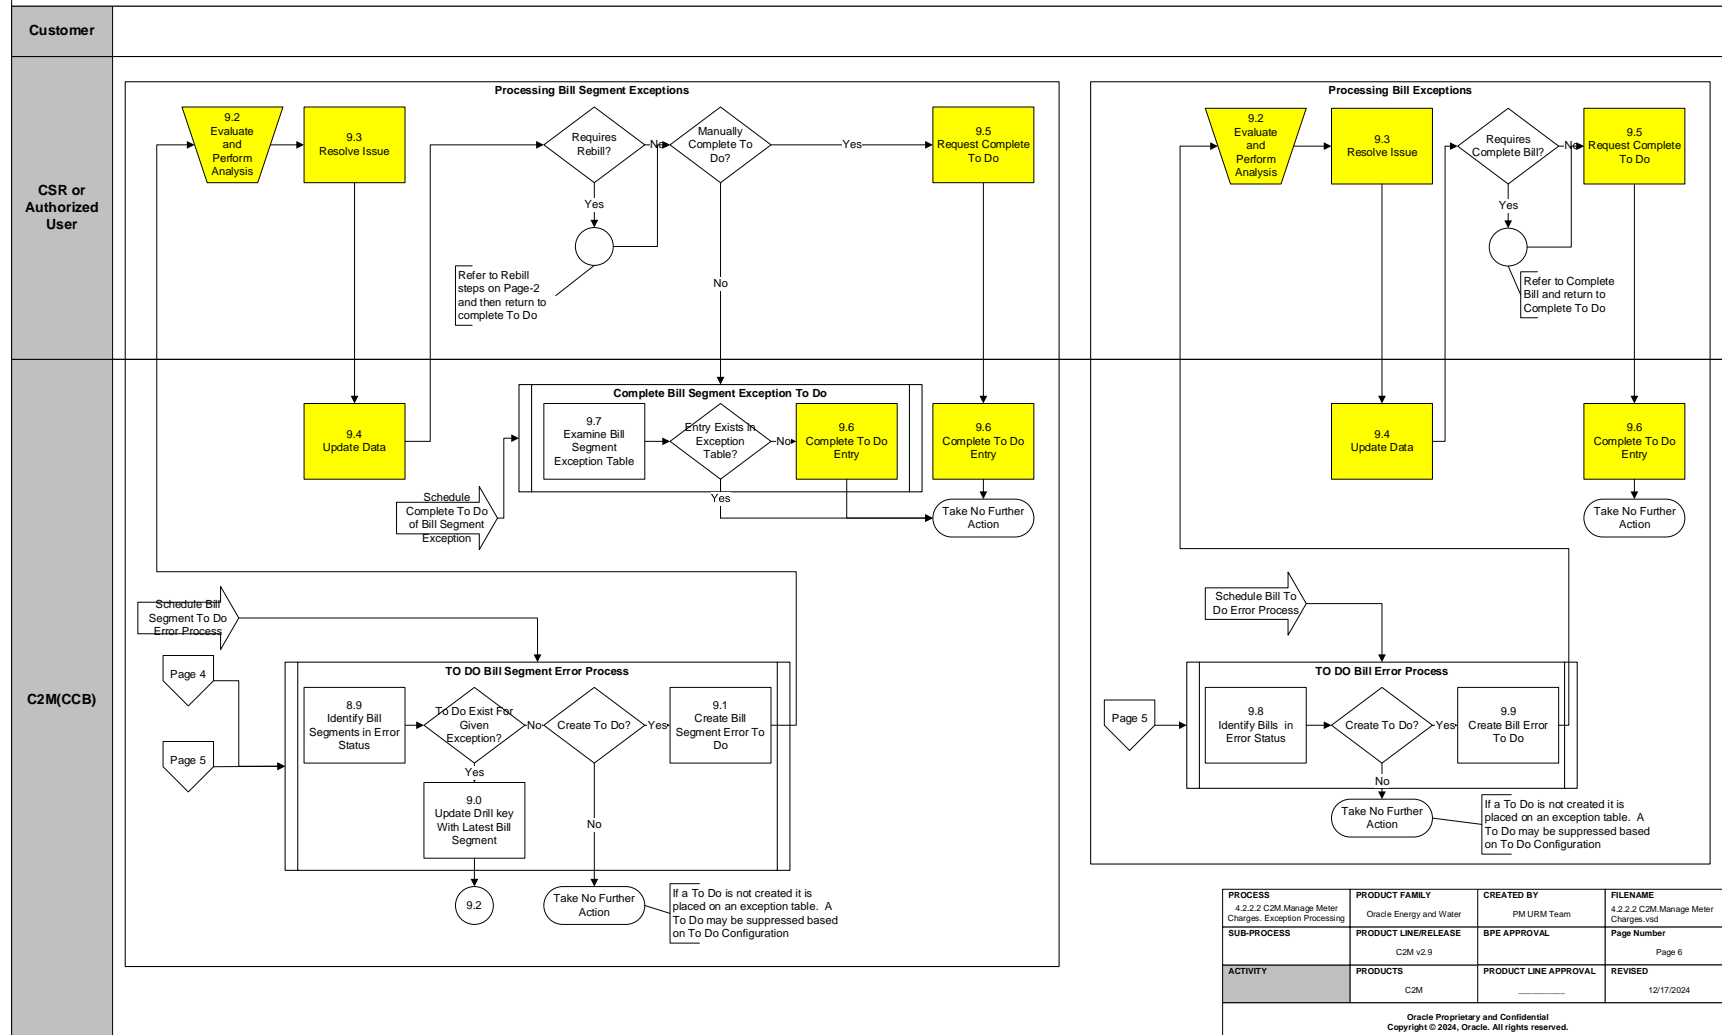 Customer
CSR or
Authorized
User
C2M(CCB)
Processing Bill Segment Exceptions
9.2
Evaluate
and
Perform
Analysis
9.3
Resolve Issue
Requires
Rebill?
No
Yes
Manually
Complete To
Do?
Yes
No
9.5
Request Complete
To Do
Refer to Rebill
steps on Page-2
and then return to
complete To Do
9.4
Update Data
Complete Bill Segment Exception To Do
9.7
Examine Bill
Segment
Exception Table
Entry Exists in
Exception
Table?
No
Yes
9.6
Complete To Do
Entry
9.6
Complete To Do
Entry
Take No Further
Action
Schedule
Complete To Do
of Bill Segment
Exception
Schedule Bill
Segment To Do
Error Process
Page 4
Page 5
TO DO Bill Segment Error Process
8.9
Identify Bill
Segments in Error
Status
To Do Exist For
Given
Exception?
No
Yes
Create To Do?
Yes
No
9.1
Create Bill
Segment Error To
Do
9.0
Update Drill key
With Latest Bill
Segment
9.2
Take No Further
Action
If a To Do is not created it is
placed on an exception table. A
To Do may be suppressed based
on To Do Configuration
Processing Bill Exceptions
9.2
Evaluate
and
Perform
Analysis
9.3
Resolve Issue
Requires
Complete Bill?
No
Yes
9.5
Request Complete
To Do
Refer to Complete
Bill and return to
Complete To Do
9.4
Update Data
9.6
Complete To Do
Entry
Take No Further
Action
Schedule Bill To
Do Error Process
Page 5
TO DO Bill Error Process
9.8
Identify Bills in
Error Status
Create To Do?
Yes
No
9.9
Create Bill Error
To Do
Take No Further
Action
If a To Do is not created it is
placed on an exception table. A
To Do may be suppressed based
on To Do Configuration
PROCESS
4.2.2.2 C2M.Manage Meter
Charges. Exception Processing
PRODUCT FAMILY
Oracle Energy and Water
CREATED BY
PM URM Team
FILENAME
4.2.2.2 C2M.Manage Meter
Charges.vsd
SUB-PROCESS
PRODUCT LINE/RELEASE
C2M v2.9
BPE APPROVAL
Page Number
Page 6
ACTIVITY
PRODUCTS
C2M
PRODUCT LINE APPROVAL
__________
REVISED
12/17/2024
Oracle Proprietary and Confidential
Copyright © 2024, Oracle. All rights reserved.